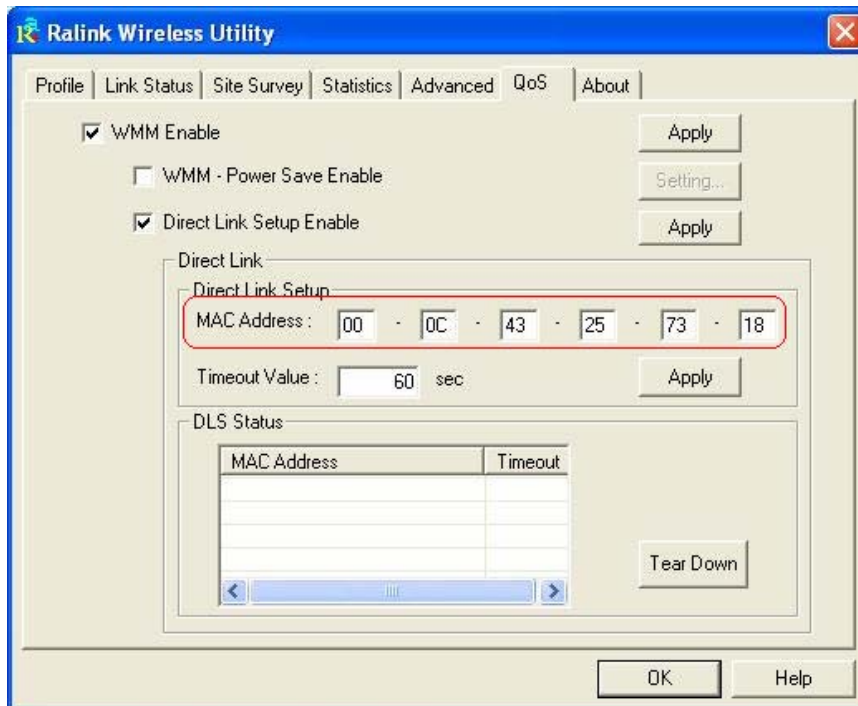 Ralink Wireless Utility
Profile Link Status Site Survey Statistics Advanced QoS About
WMM Enable Apply
WMM - Power Save Enable Setting...
Direct Link Setup Enable Apply
Direct Link
Direct Link Setup
MAC Address : 00 - 0C - 43 - 25 - 73 - 18
Timeout Value : 60 sec Apply
DLS Status
MAC Address Timeout
Tear Down
OK Help